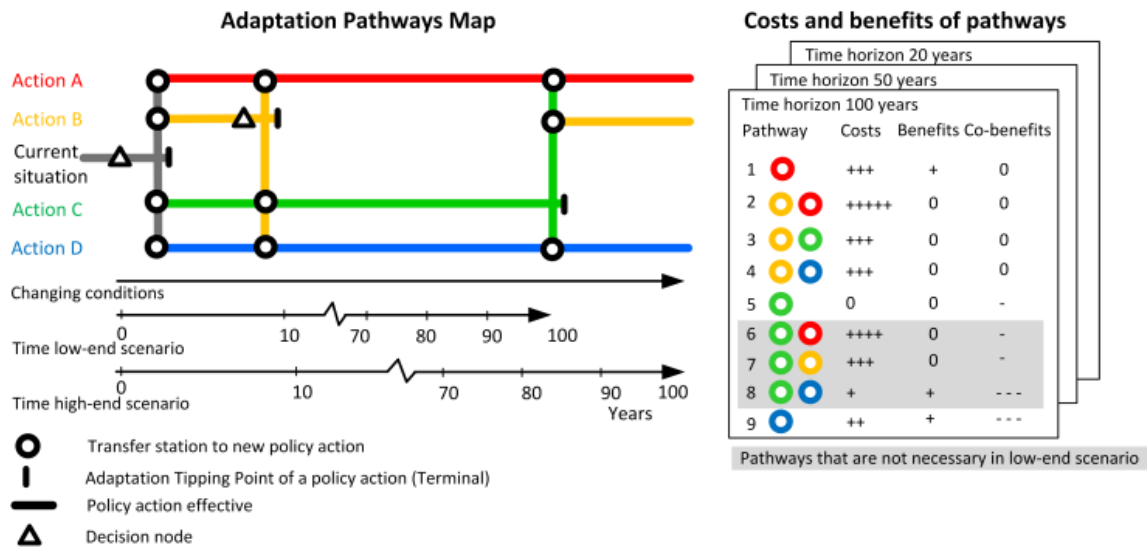 Adaptation Pathways Map
Action A
Action B
Current
situation
Action C
Action D
Changing conditions
0 10 70 80 90 100
Time low-end scenario
0 10 70 80 90 100
Time high-end scenario
Years
Transfer station to new policy action
Adaptation Tipping Point of a policy action (Terminal)
Policy action effective
Decision node
Costs and benefits of pathways
Time horizon 20 years
Time horizon 50 years
Time horizon 100 years
Pathway Costs Benefits Co-benefits
1 +++ + 0
2 +++++ 0 0
3 +++ 0 0
4 +++ 0 0
5 0 0 -
6 ++++ 0 -
7 +++ 0 -
8 + + - - -
9 ++ + - - -
Pathways that are not necessary in low-end scenario